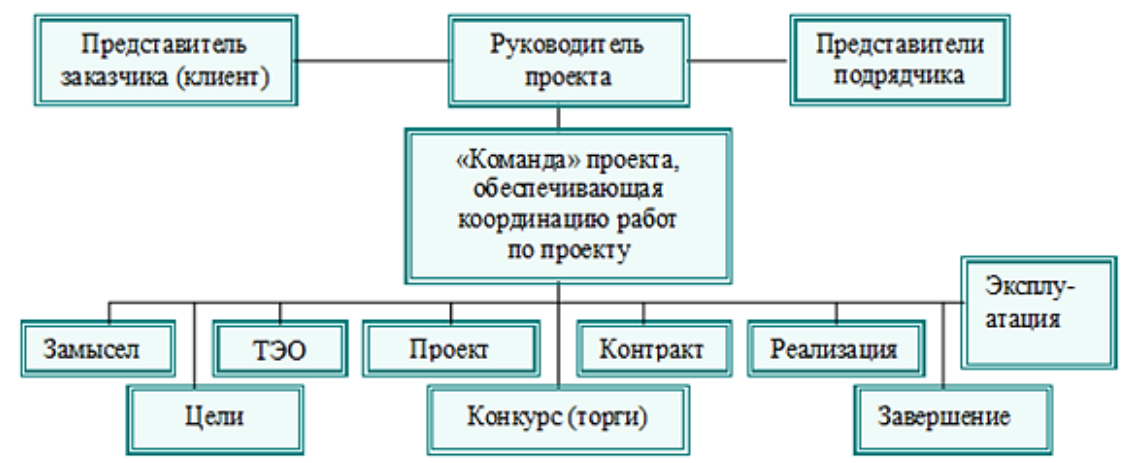 Представитель
заказчика (клиент)
Руководитель
проекта
Представители
подрядчика
«Команда» проекта,
обеспечивающая
координацию работ
по проекту
Эксплу-
атация
Замысел
ТЭО
Проект
Контракт
Реализация
Цели
Конкурс (торги)
Завершение